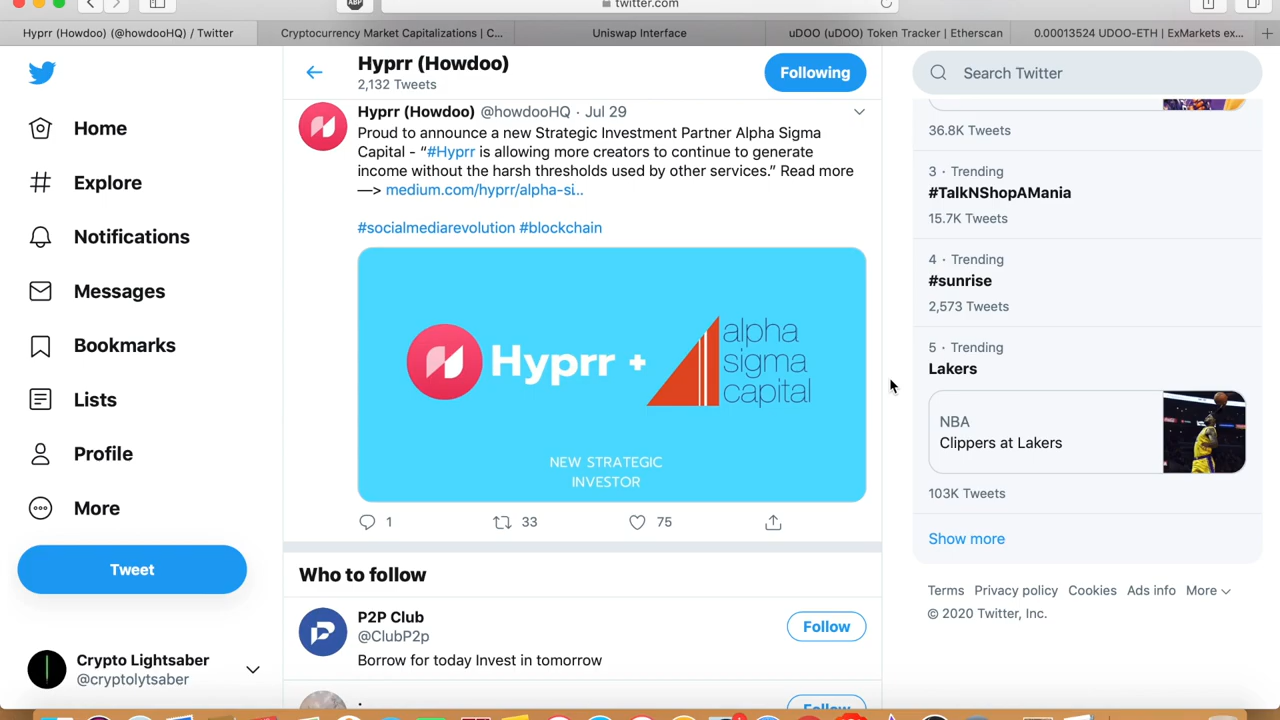 twitter.com
Hyprr (Howdoo) (@howdooHQ) / Twitter
Cryptocurrency Market Capitalizations | C...
Uniswap Interface
uDOO (uDOO) Token Tracker | Etherscan
0.00013524 UDOO-ETH | ExMarkets ex...
ABP
Home
Explore
Notifications
Messages
Bookmarks
Lists
Profile
More
Tweet
Crypto Lightsaber
@cryptolytsaber
Hyprr (Howdoo)
2,132 Tweets
Following
Hyprr (Howdoo) @howdooHQ · Jul 29
Proud to announce a new Strategic Investment Partner Alpha Sigma
Capital - “#Hyprr is allowing more creators to continue to generate
income without the harsh thresholds used by other services.” Read more
—> medium.com/hyprr/alpha-si...
#socialmediarevolution #blockchain
Hyprr +
alpha
sigma
capital
NEW STRATEGIC
INVESTOR
1
33
75
Who to follow
P2P Club
@ClubP2p
Follow
Borrow for today Invest in tomorrow
.
Follow
Search Twitter
36.8K Tweets
3 · Trending
#TalkNShopAMania
15.7K Tweets
4 · Trending
#sunrise
2,573 Tweets
5 · Trending
Lakers
NBA
Clippers at Lakers
103K Tweets
Show more
Terms Privacy policy Cookies Ads info More
© 2020 Twitter, Inc.